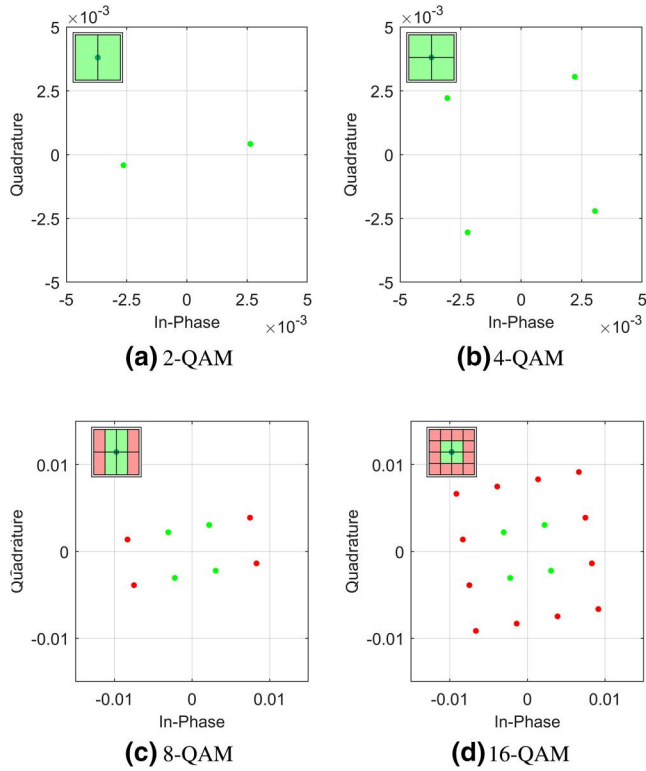 ×10⁻³
5
2.5
0
-2.5
-5
-5 -2.5 0 2.5 5
Quadrature
In-Phase
×10⁻³
(a) 2-QAM
×10⁻³
5
2.5
0
-2.5
-5
-5 -2.5 0 2.5 5
Quadrature
In-Phase
×10⁻³
(b) 4-QAM
0.01
0
-0.01
-0.01 0 0.01
Quadrature
In-Phase
(c) 8-QAM
0.01
0
-0.01
-0.01 0 0.01
Quadrature
In-Phase
(d) 16-QAM